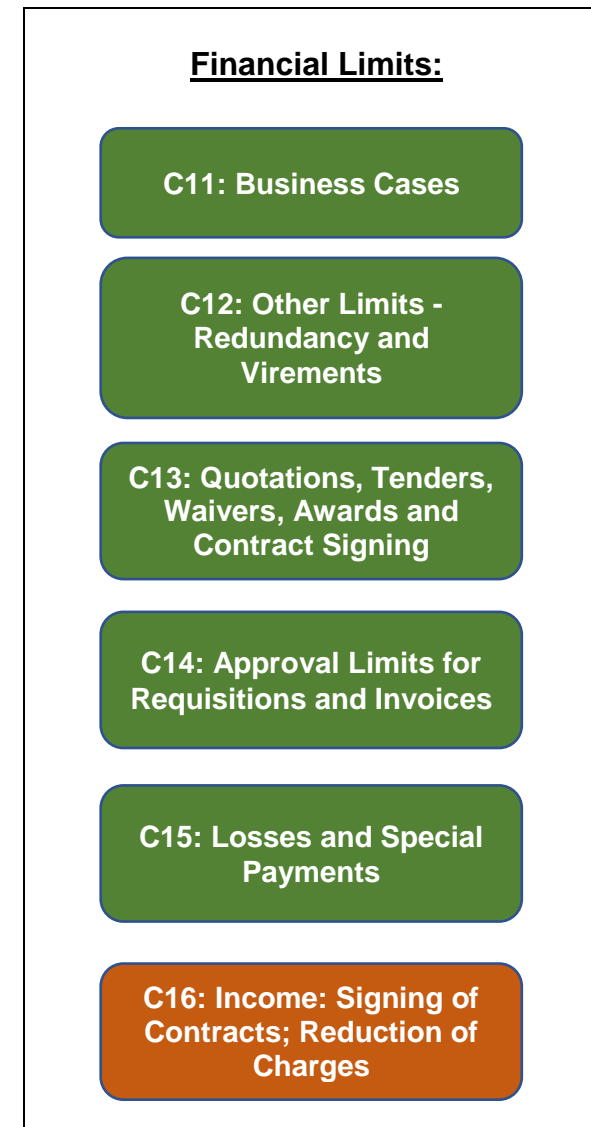 Financial Limits:
C11: Business Cases
C12: Other Limits -
Redundancy and
Virements
C13: Quotations, Tenders,
Waivers, Awards and
Contract Signing
C14: Approval Limits for
Requisitions and Invoices
C15: Losses and Special
Payments
C16: Income: Signing of
Contracts; Reduction of
Charges